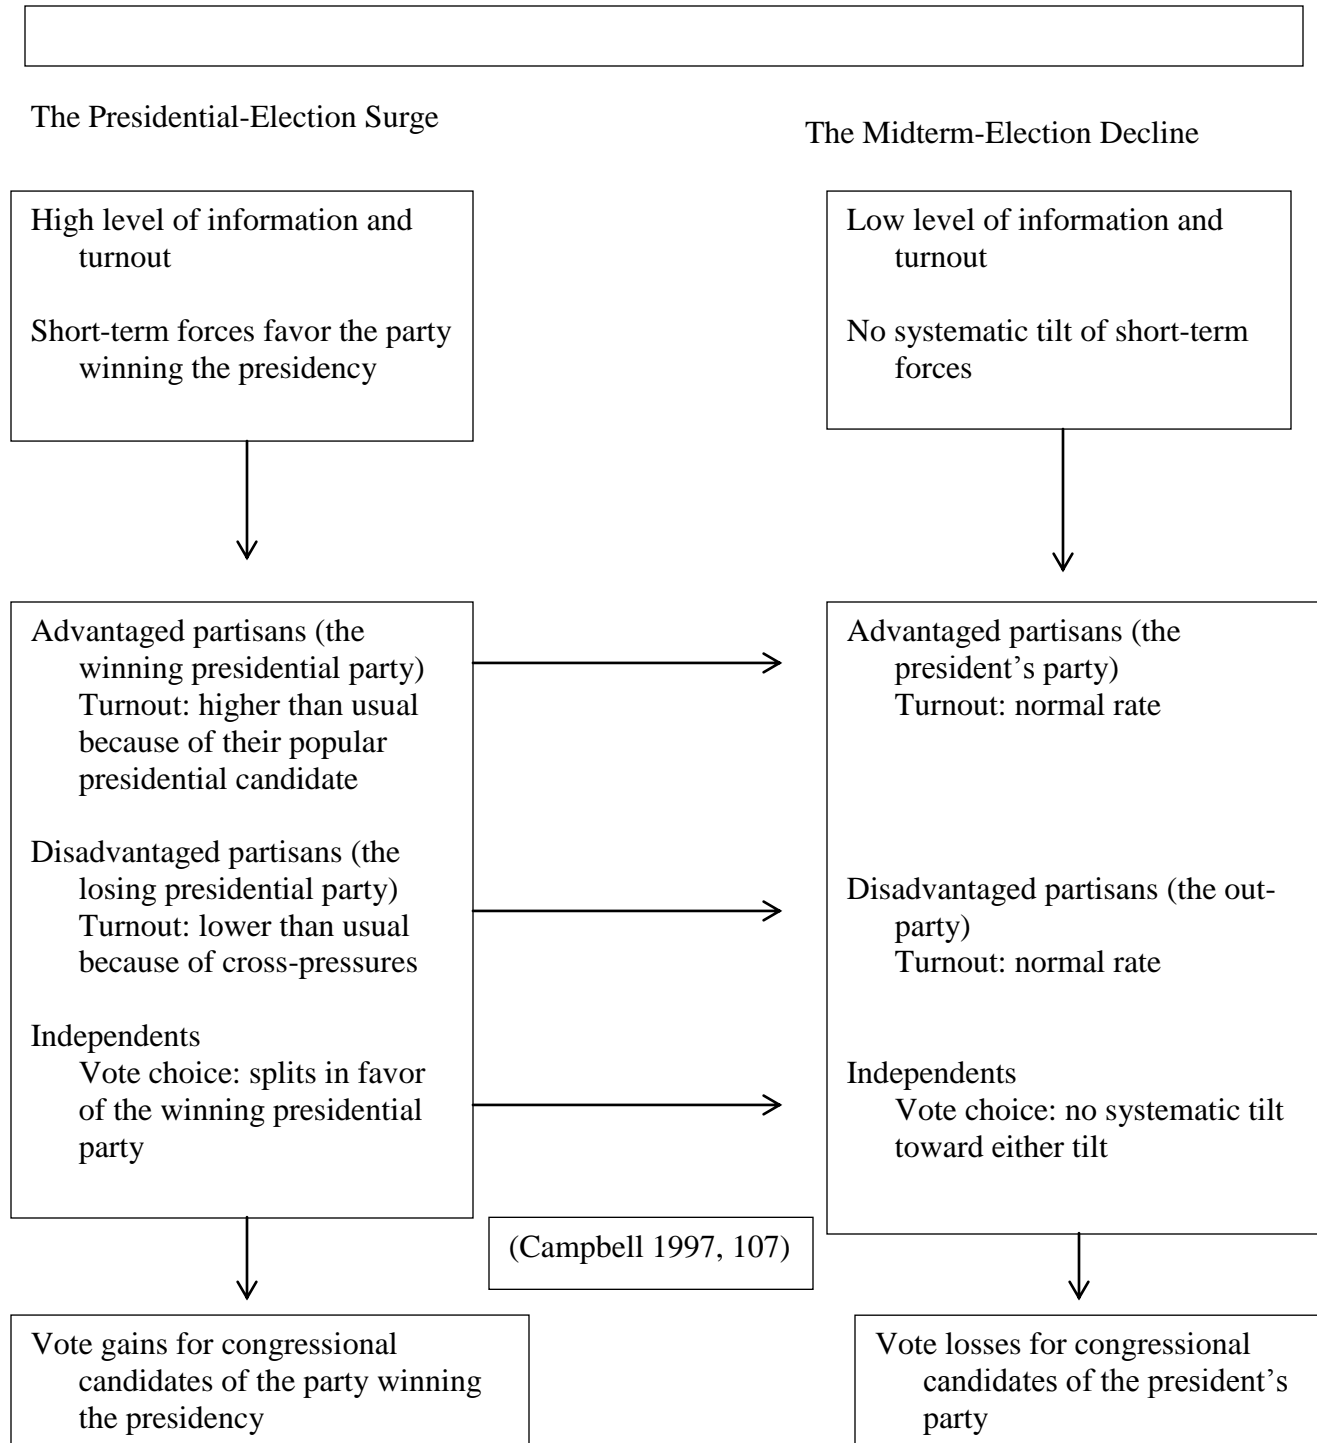 The Presidential-Election Surge
The Midterm-Election Decline
High level of information and
turnout
Short-term forces favor the party
winning the presidency
Low level of information and
turnout
No systematic tilt of short-term
forces
Advantaged partisans (the
winning presidential party)
Turnout: higher than usual
because of their popular
presidential candidate
Disadvantaged partisans (the
losing presidential party)
Turnout: lower than usual
because of cross-pressures
Independents
Vote choice: splits in favor
of the winning presidential
party
Advantaged partisans (the
president’s party)
Turnout: normal rate
Disadvantaged partisans (the out-
party)
Turnout: normal rate
Independents
Vote choice: no systematic tilt
toward either tilt
(Campbell 1997, 107)
Vote gains for congressional
candidates of the party winning
the presidency
Vote losses for congressional
candidates of the president’s
party